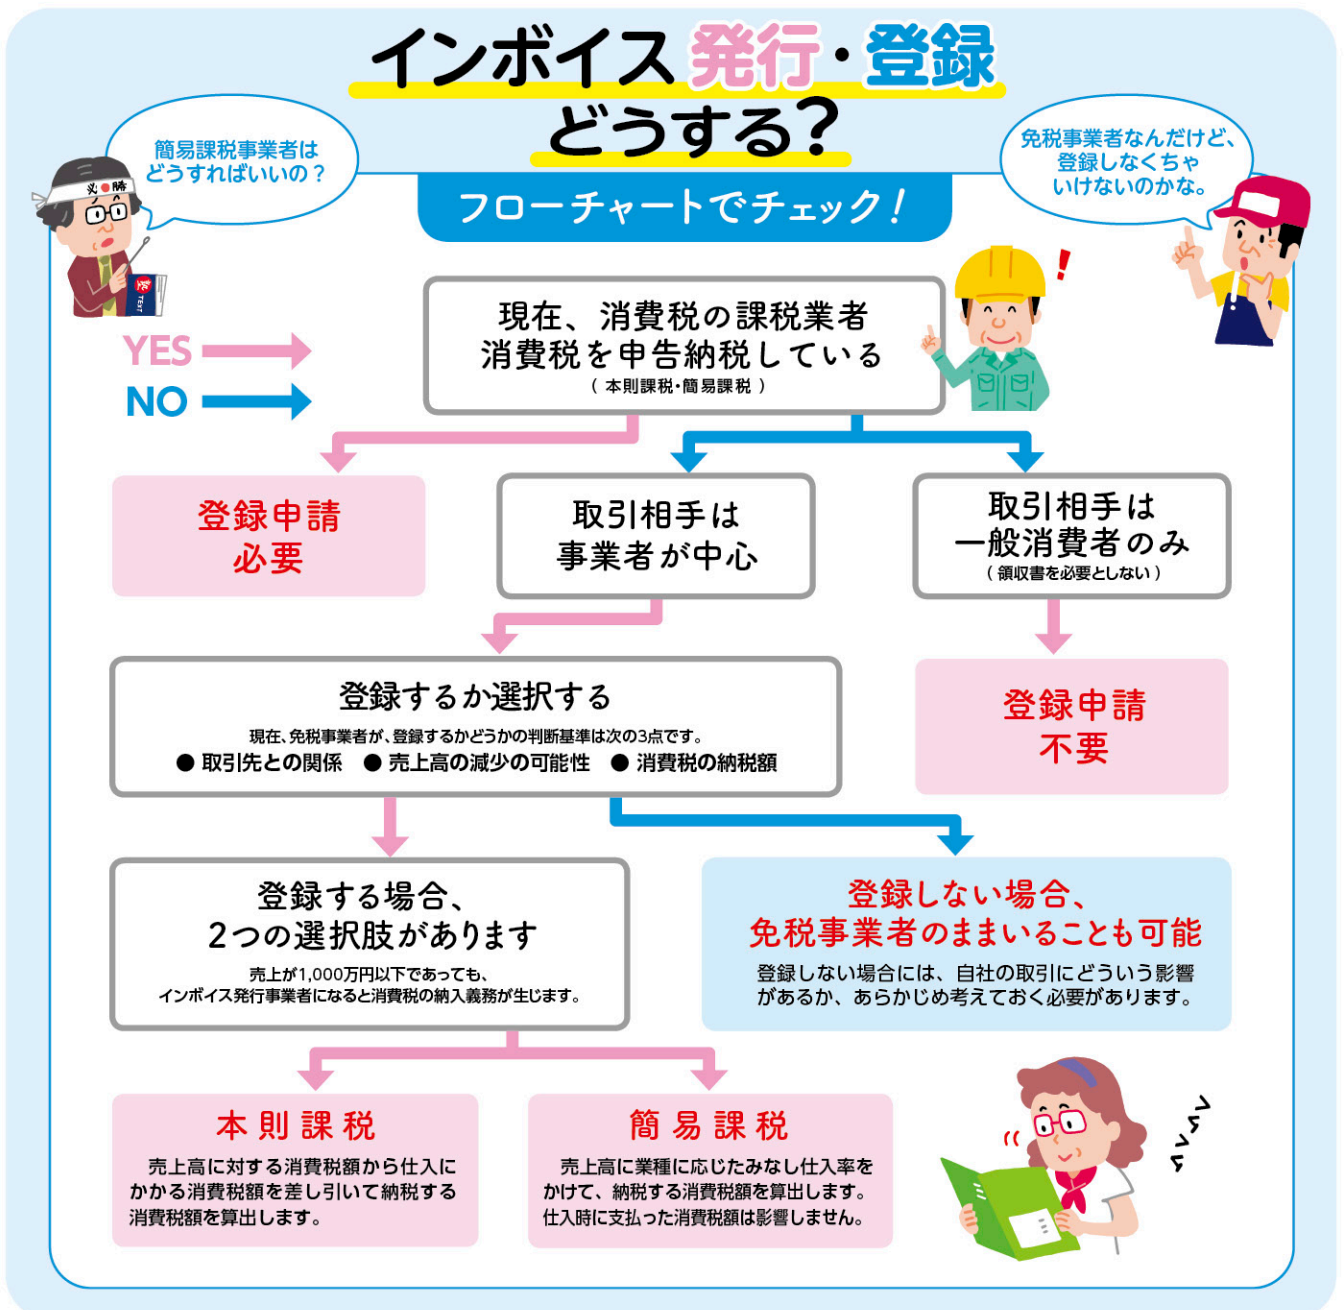 インボイス発行・登録
どうする?
フローチャートでチェック!
簡易課税事業者は
どうすればいいの?
必勝
TEXT
免税事業者なんだけど、
登録しなくちゃ
いけないのかな。
YES
NO
!
現在、消費税の課税業者
消費税を申告納税している
(本則課税・簡易課税)
登録申請
必要
取引相手は
事業者が中心
取引相手は
一般消費者のみ
(領収書を必要としない)
登録するか選択する
現在、免税事業者が、登録するかどうかの判断基準は次の3点です。
● 取引先との関係 ● 売上高の減少の可能性 ● 消費税の納税額
登録申請
不要
登録する場合、
2つの選択肢があります
売上が1,000万円以下であっても、
インボイス発行事業者になると消費税の納入義務が生じます。
登録しない場合、
免税事業者のままいることも可能
登録しない場合には、自社の取引にどういう影響
があるか、あらかじめ考えておく必要があります。
本則課税
売上高に対する消費税額から仕入に
かかる消費税額を差し引いて納税する
消費税額を算出します。
簡易課税
売上高に業種に応じたみなし仕入率を
かけて、納税する消費税額を算出します。
仕入時に支払った消費税額は影響しません。